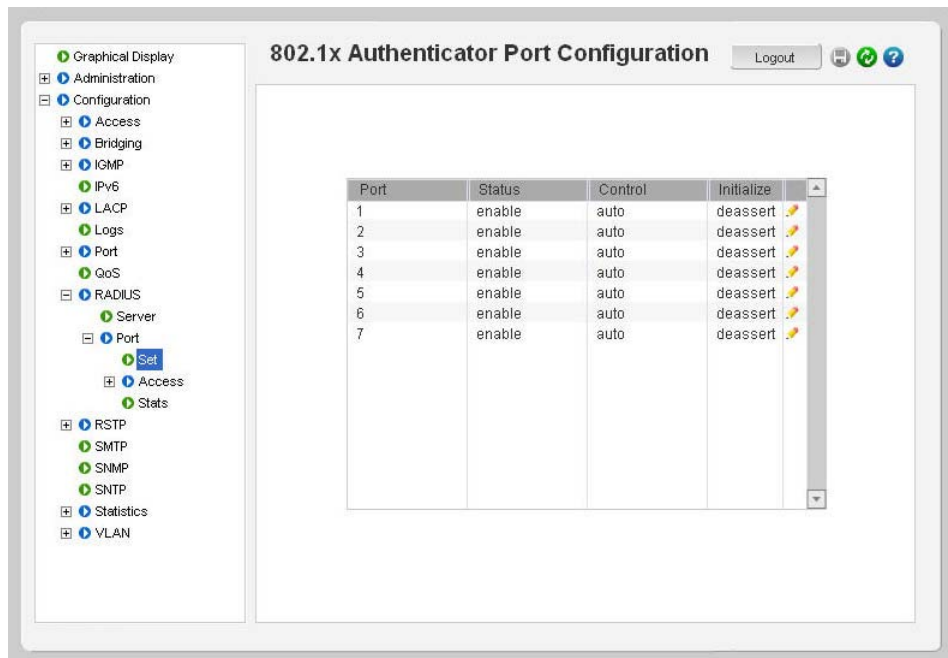 802.1x Authenticator Port Configuration
Logout
?
Graphical Display
Administration
Configuration
Access
Bridging
IGMP
IPv6
LACP
Logs
Port
QoS
RADIUS
Server
Port
Set
Access
Stats
RSTP
SMTP
SNMP
SNTP
Statistics
VLAN
Port Status Control Initialize
1 enable auto deassert
2 enable auto deassert
3 enable auto deassert
4 enable auto deassert
5 enable auto deassert
6 enable auto deassert
7 enable auto deassert